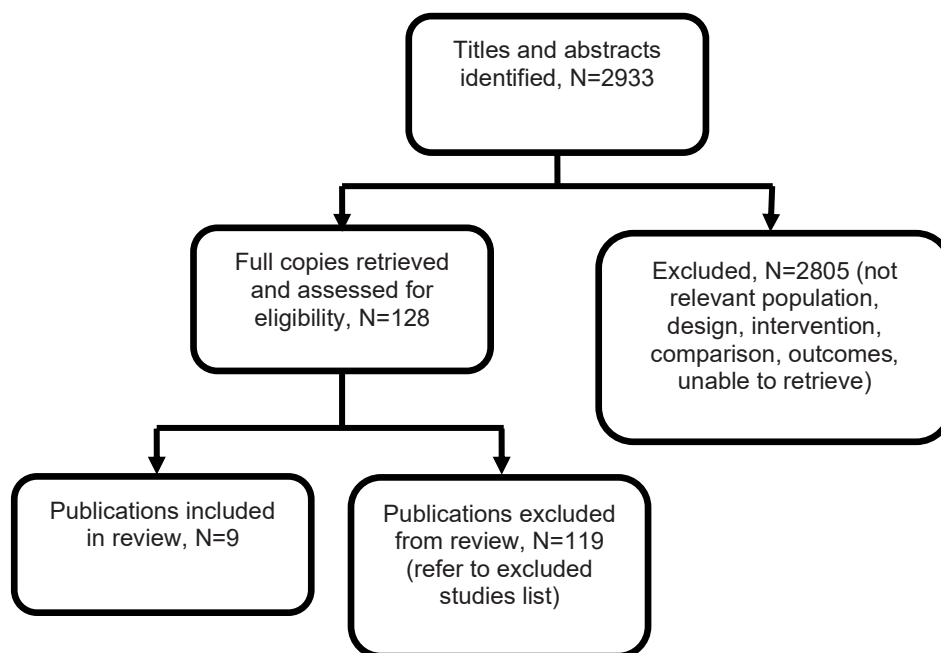 Titles and abstracts
identified, N=2933
Full copies retrieved
and assessed for
eligibility, N=128
Excluded, N=2805 (not
relevant population,
design, intervention,
comparison, outcomes,
unable to retrieve)
Publications included
in review, N=9
Publications excluded
from review, N=119
(refer to excluded
studies list)